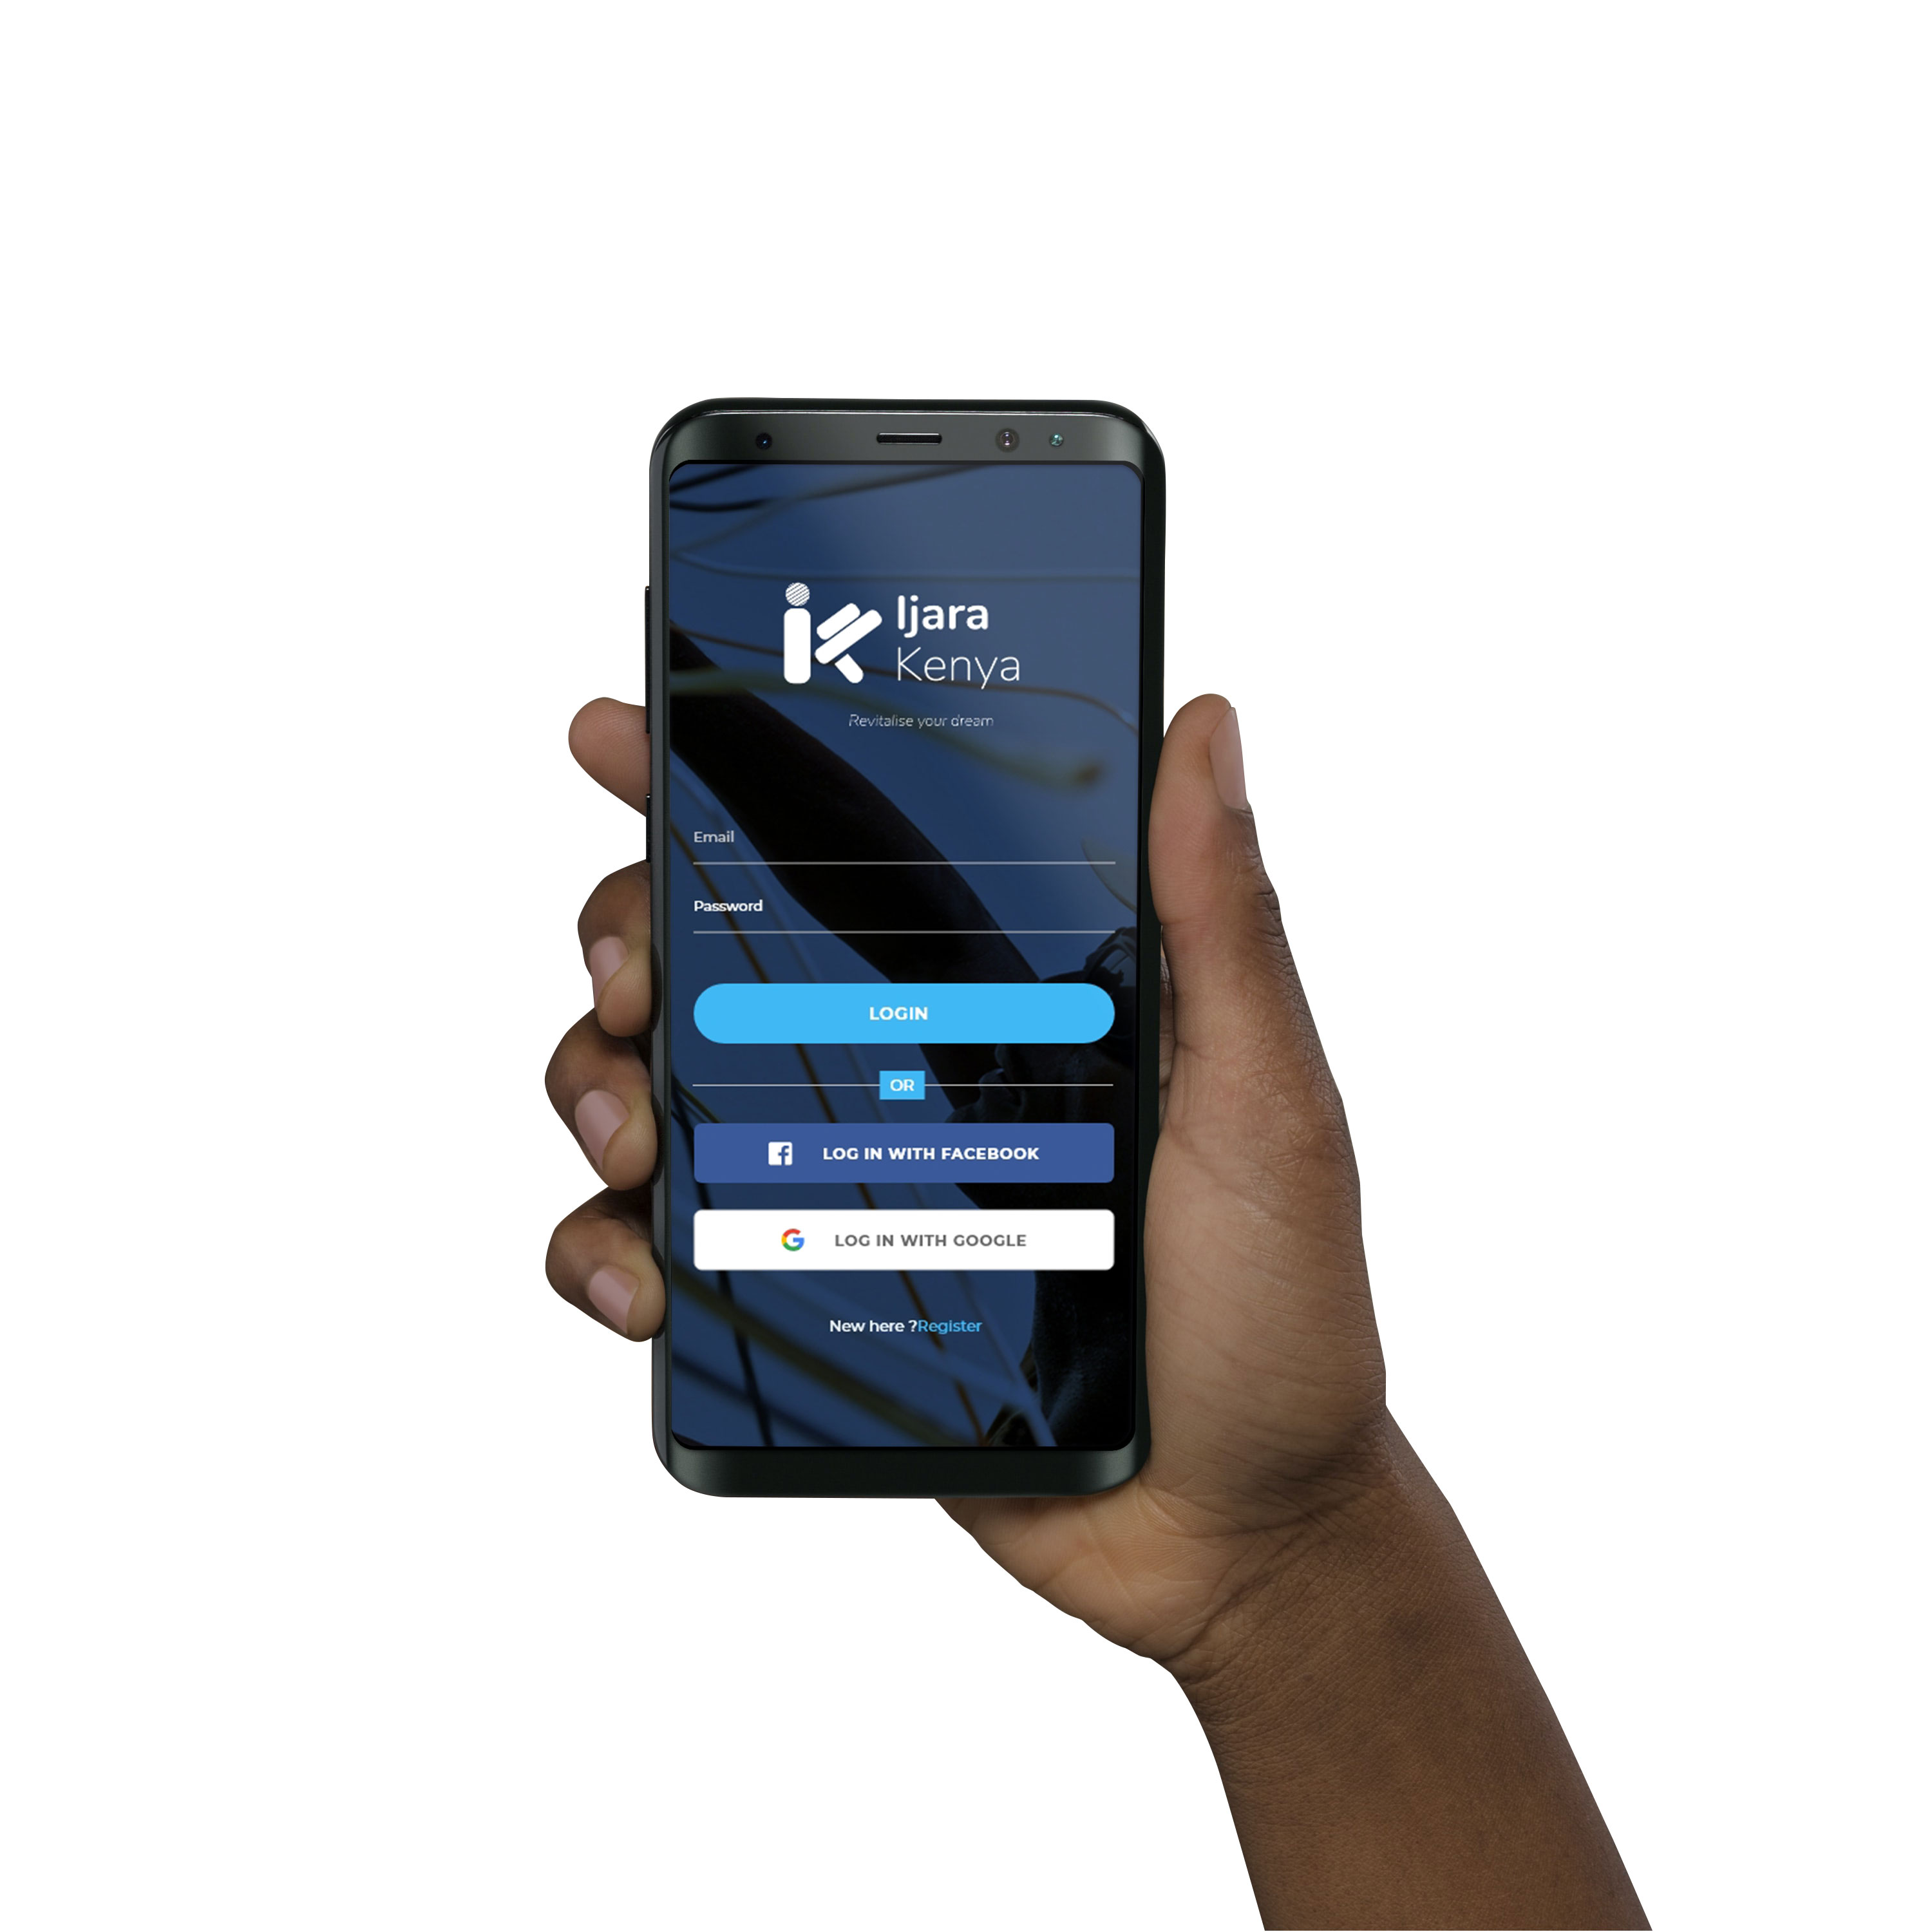 Ijara
Kenya
Revitalise your dream
Email
Password
LOGIN
OR
LOG IN WITH FACEBOOK
LOG IN WITH GOOGLE
New here ?Register